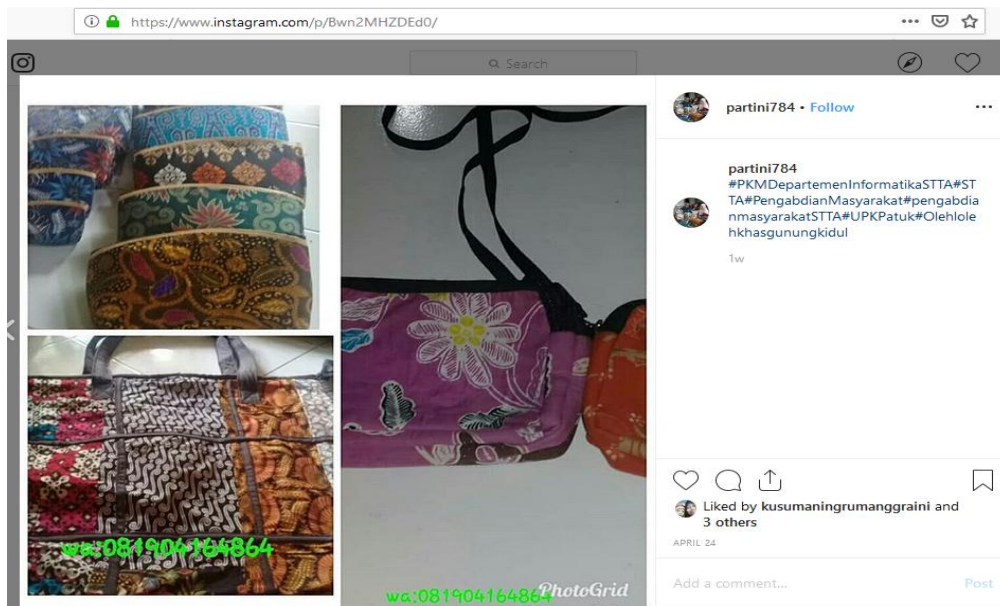 https://www.instagram.com/p/Bwn2MHZDEd0/
Search
partini784 • Follow
partini784
#PKMDepartemenInformatikaSTTA#ST
TA#PengabdianMasyarakat#pengabdia
nmasyarakatSTTA#UPKPatuk#Olehlole
hkhasgunungkidul
1w
wa:081904164864
wa:081904164864
PhotoGrid
Liked by kusumaningrumanggraini and
3 others
APRIL 24
Add a comment...
Post